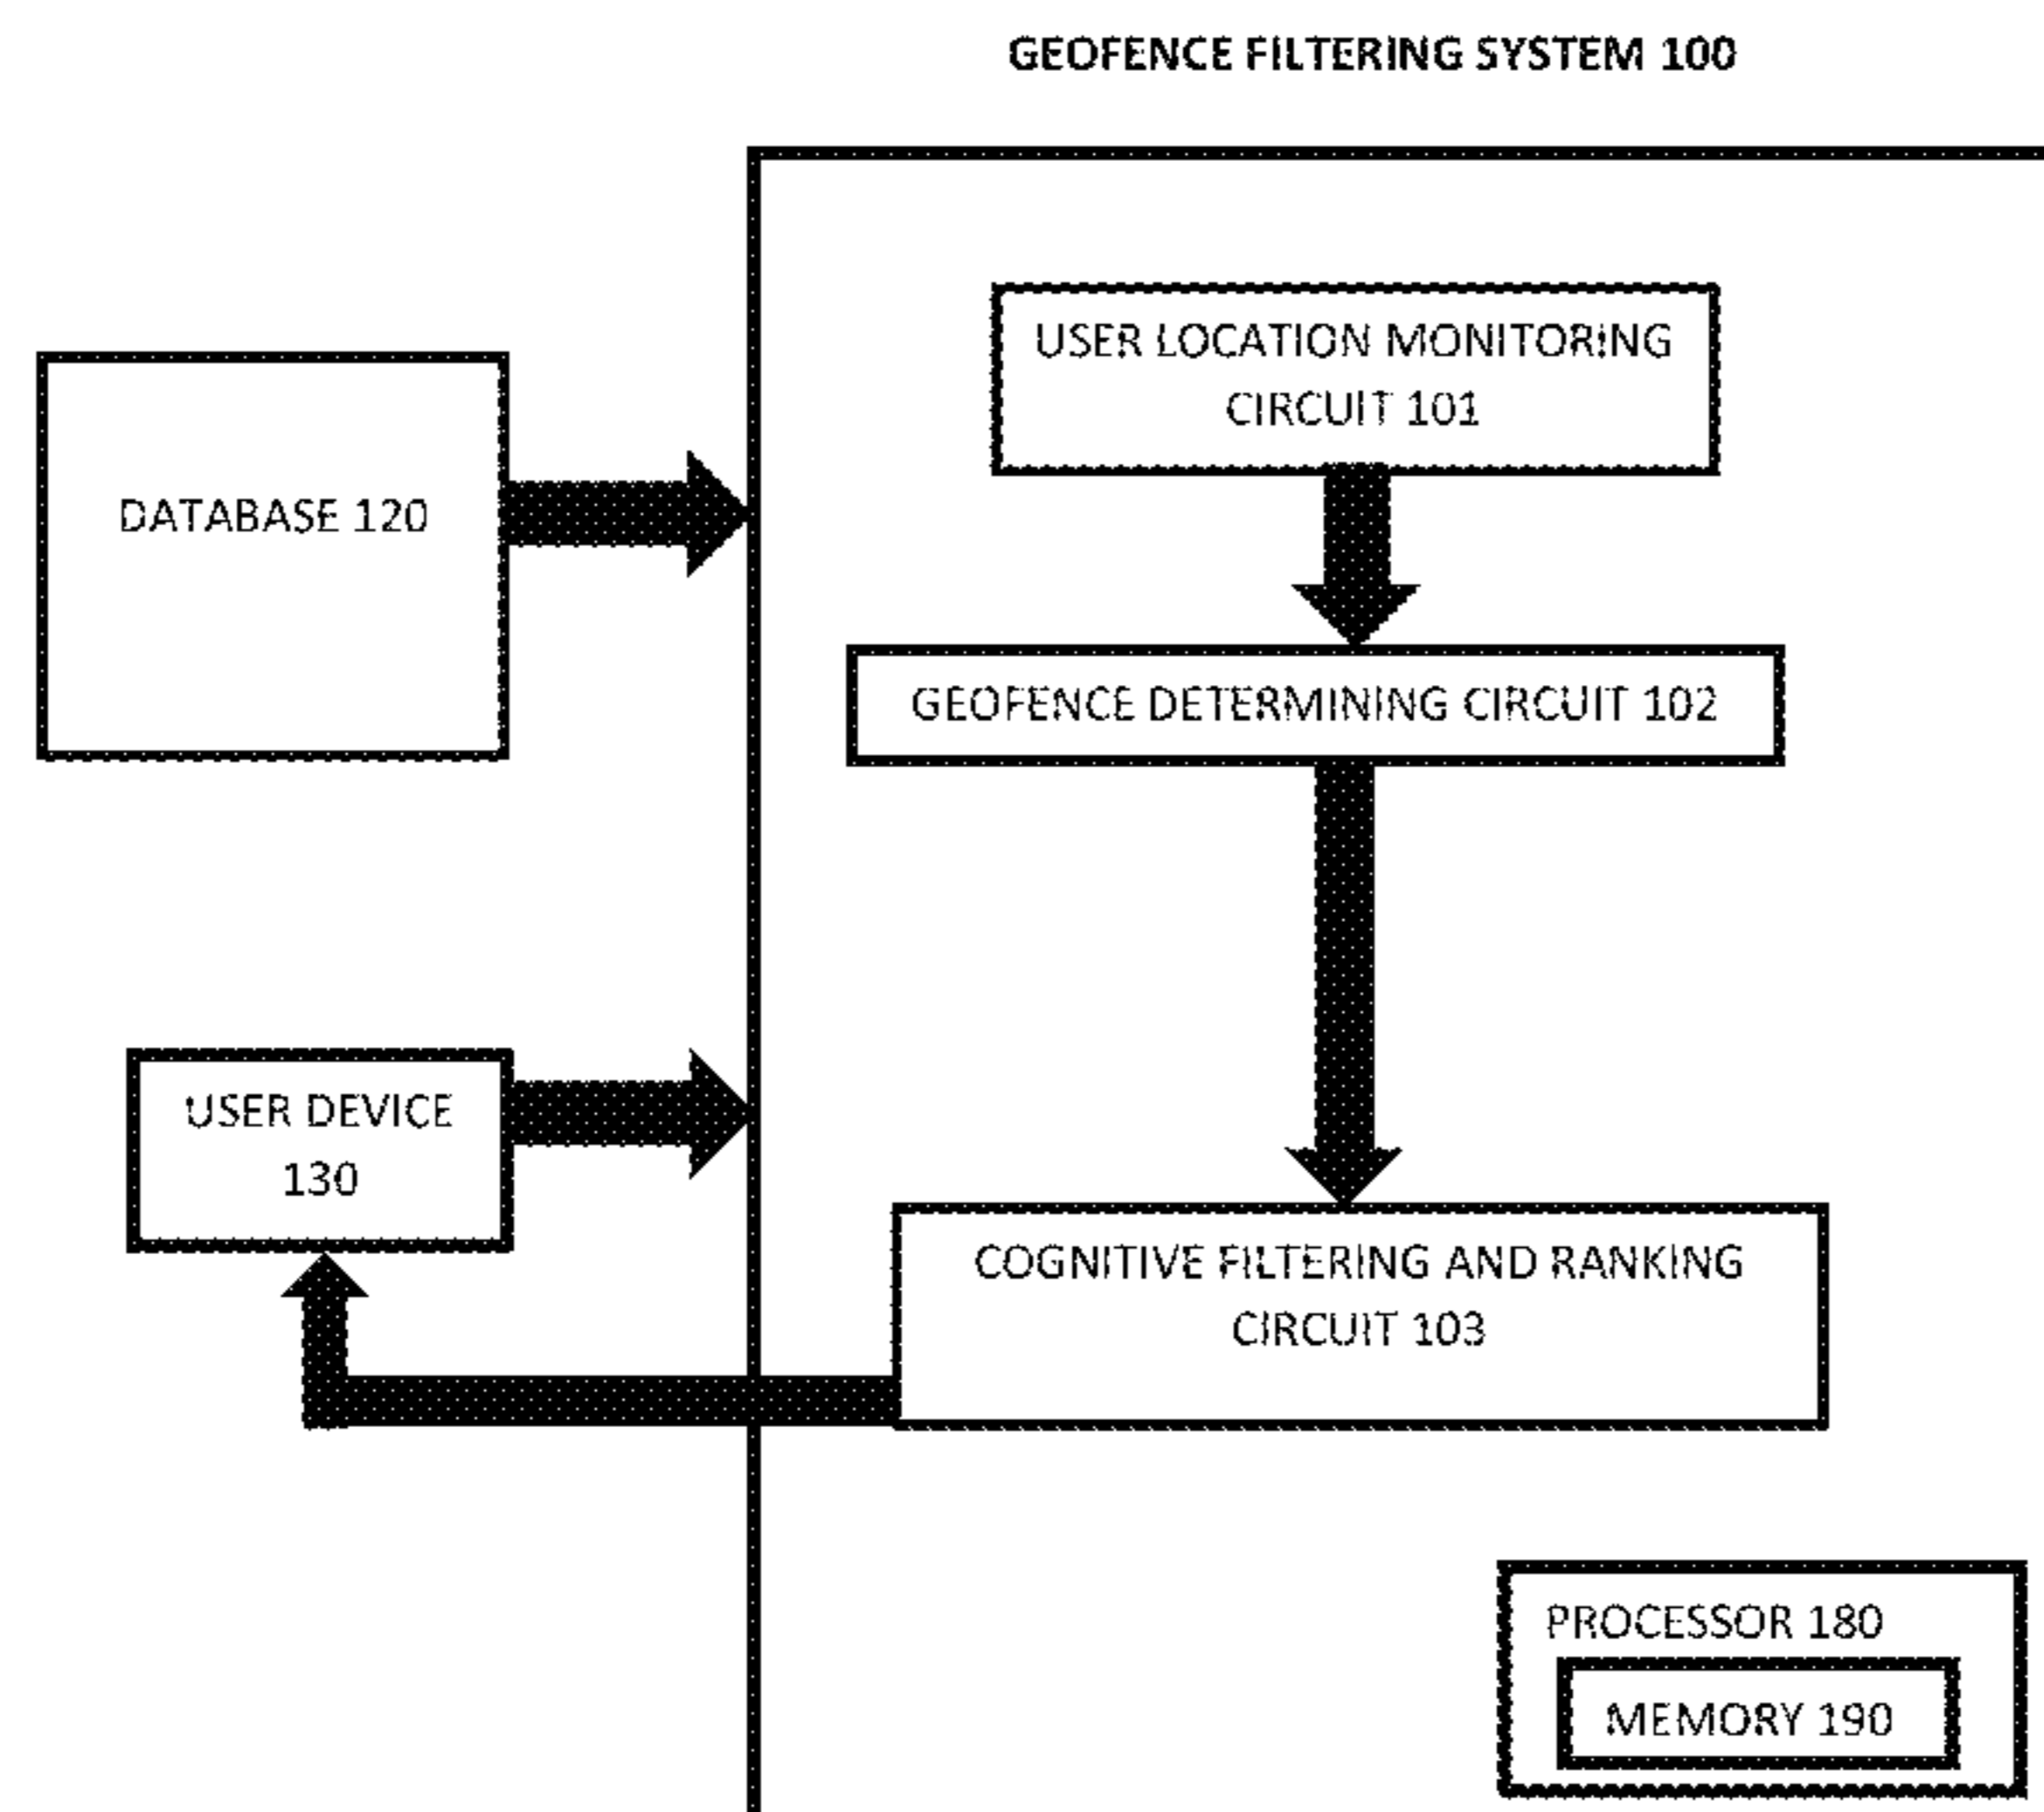 GEOFENCE FILTERING SYSTEM 100
USER LOCATION MONITORING
CIRCUIT 101
DATABASE 120
GEOFENCE DETERMINING CIRCUIT 102
USER DEVICE
130
COGNITIVE FILTERING AND RANKING
CIRCUIT 103
PROCESSOR 180
MEMORY 190